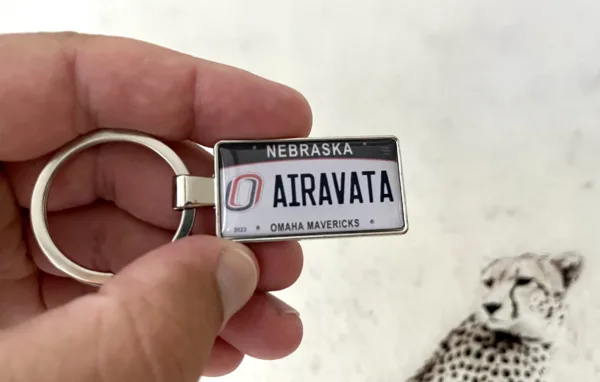 NEBRASKA
O AIRAVATA
2023 OMAHA MAVERICKS